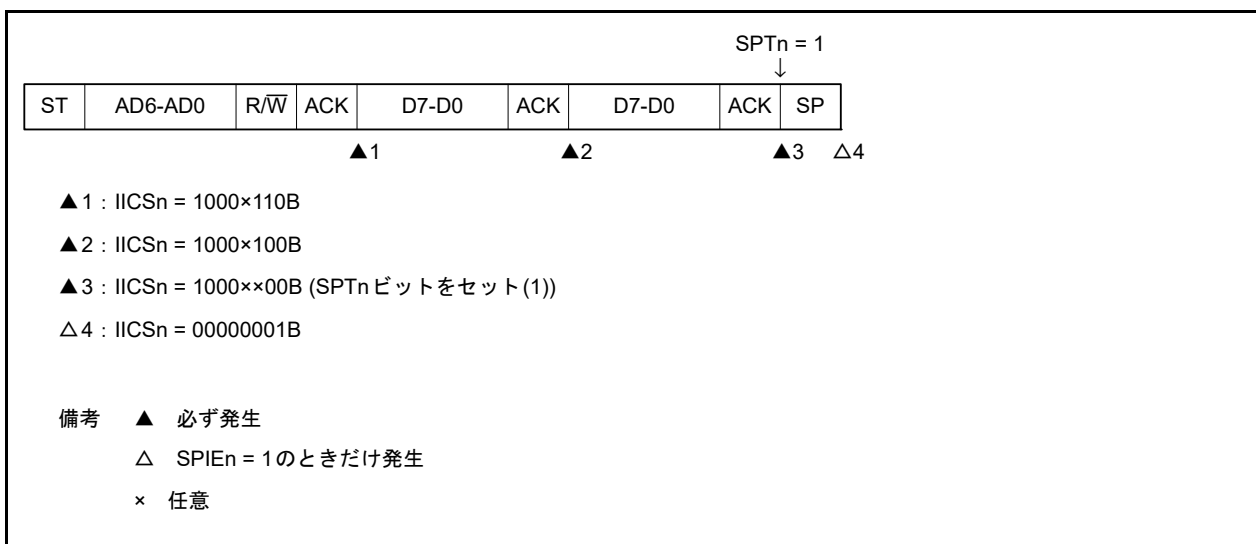 SPTn = 1
↓
ST AD6-AD0 R/W̅ ACK D7-D0 ACK D7-D0 ACK SP
▲1 ▲2 ▲3 △4
▲1 : IICSn = 1000×110B
▲2 : IICSn = 1000×100B
▲3 : IICSn = 1000××00B (SPTnビットをセット(1))
△4 : IICSn = 00000001B
備考 ▲ 必ず発生
△ SPIEn = 1のときだけ発生
× 任意